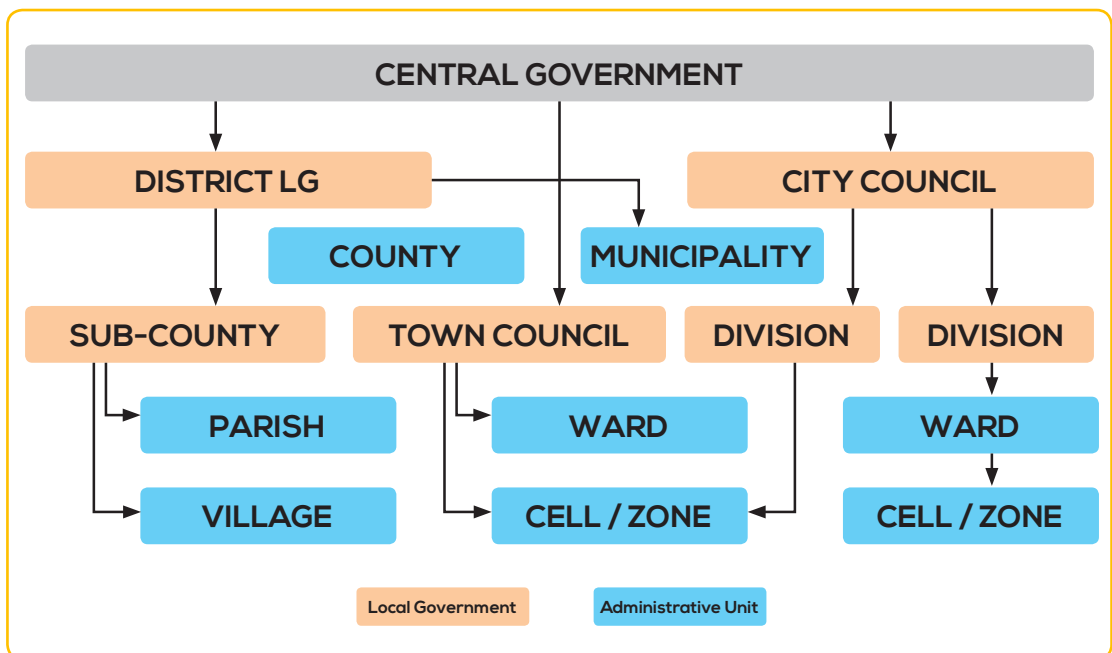 CENTRAL GOVERNMENT
DISTRICT LG
CITY COUNCIL
COUNTY
MUNICIPALITY
SUB-COUNTY
TOWN COUNCIL
DIVISION
DIVISION
PARISH
WARD
WARD
VILLAGE
CELL / ZONE
CELL / ZONE
Local Government
Administrative Unit